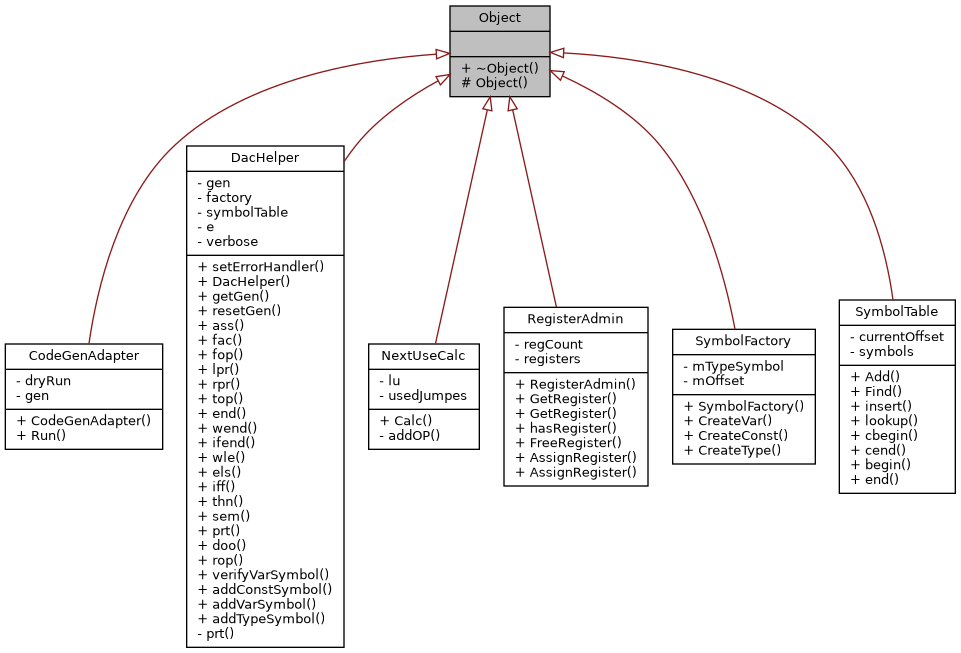 Object
+ ~Object()
# Object()
CodeGenAdapter
- dryRun
- gen
+ CodeGenAdapter()
+ Run()
DacHelper
- gen
- factory
- symbolTable
- e
- verbose
+ setErrorHandler()
+ DacHelper()
+ getGen()
+ resetGen()
+ ass()
+ fac()
+ fop()
+ lpr()
+ rpr()
+ top()
+ end()
+ wend()
+ ifend()
+ wle()
+ els()
+ iff()
+ thn()
+ sem()
+ prt()
+ doo()
+ rop()
+ verifyVarSymbol()
+ addConstSymbol()
+ addVarSymbol()
+ addTypeSymbol()
- prt()
NextUseCalc
- lu
- usedJumpes
+ Calc()
- addOP()
RegisterAdmin
- regCount
- registers
+ RegisterAdmin()
+ GetRegister()
+ GetRegister()
+ hasRegister()
+ FreeRegister()
+ AssignRegister()
+ AssignRegister()
SymbolFactory
- mTypeSymbol
- mOffset
+ SymbolFactory()
+ CreateVar()
+ CreateConst()
+ CreateType()
SymbolTable
- currentOffset
- symbols
+ Add()
+ Find()
+ insert()
+ lookup()
+ cbegin()
+ cend()
+ begin()
+ end()